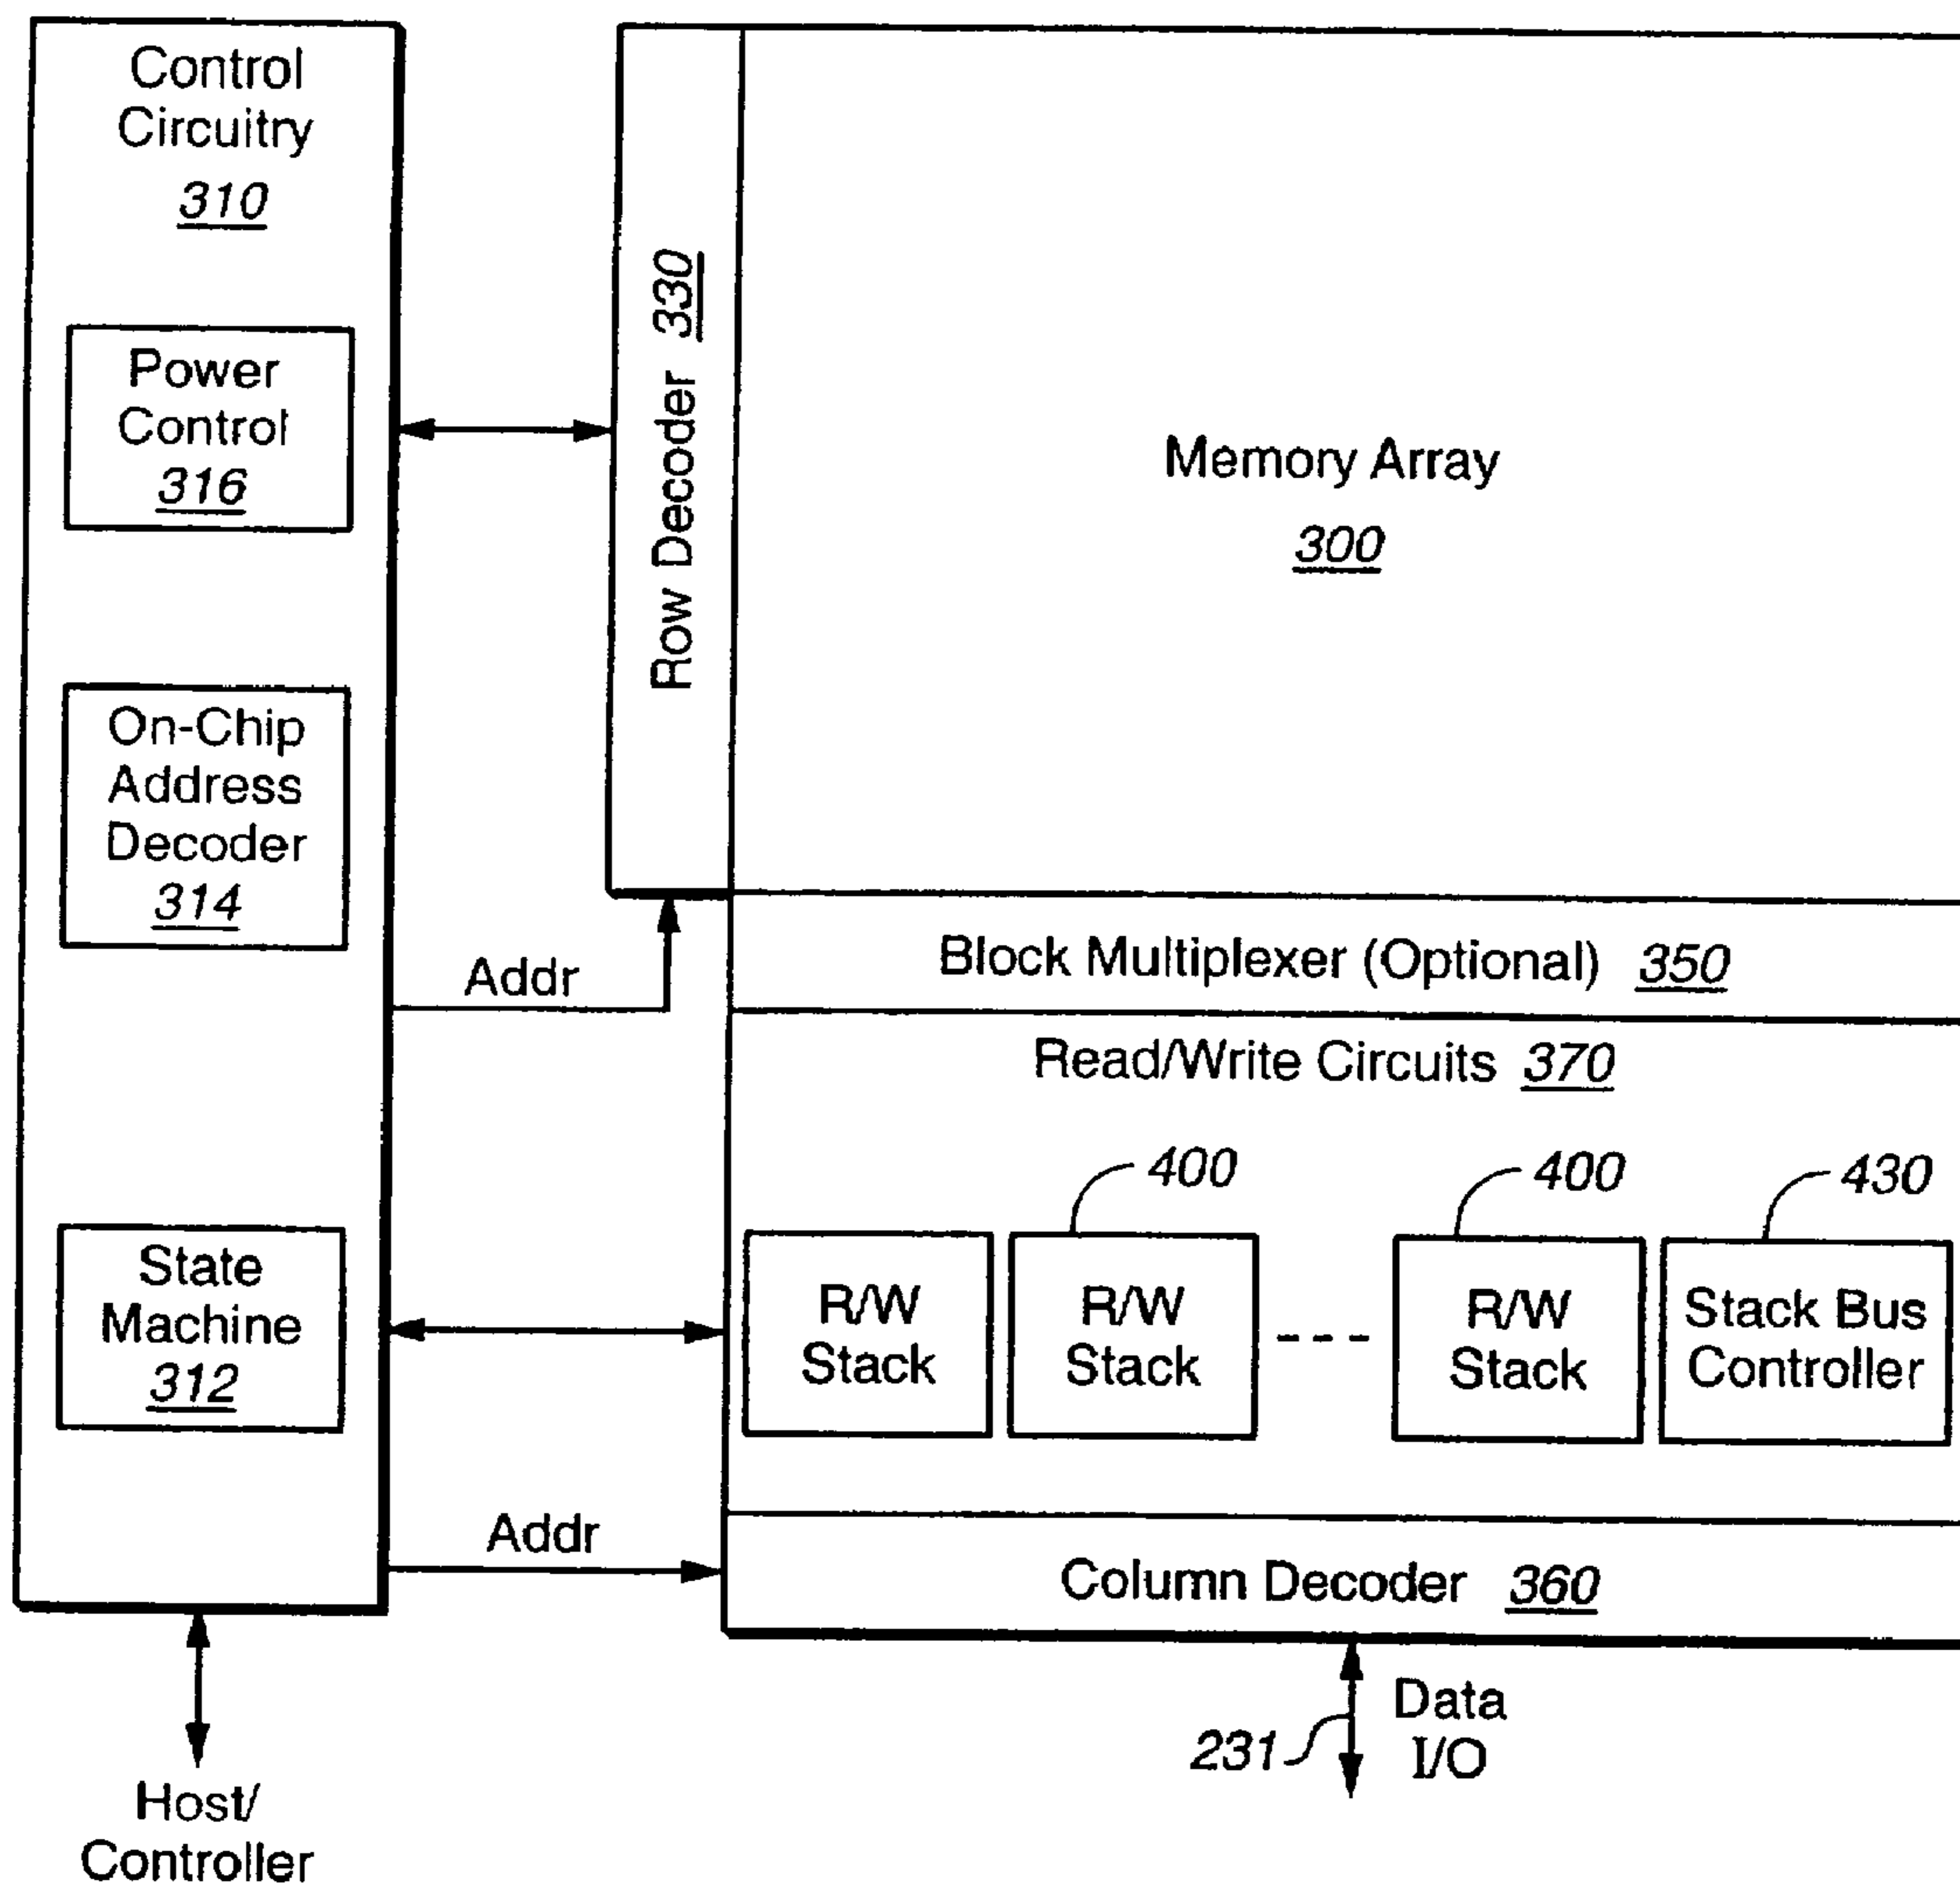 Control
Circuitry
310
Power
Control
316
On-Chip
Address
Decoder
314
State
Machine
312
Host/
Controller
Addr
Addr
Row Decoder 330
Memory Array
300
Block Multiplexer (Optional) 350
Read/Write Circuits 370
400
400
430
R/W
Stack
R/W
Stack
---
R/W
Stack
Stack Bus
Controller
Column Decoder 360
231
Data
I/O